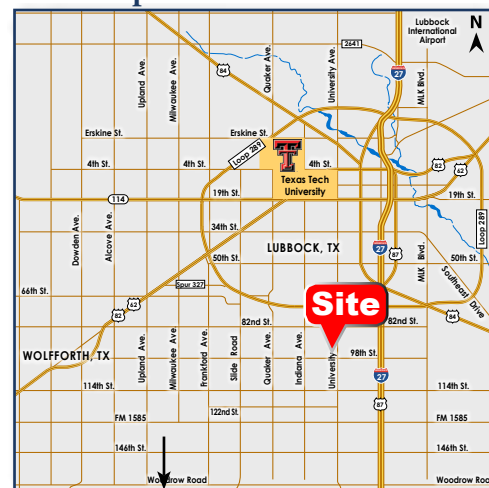 Lubbock
International
Airport
N
2641
84
27
Upland Ave.
Milwaukee Ave.
Quaker Ave.
University Ave.
MLK Blvd.
Erskine St.
Erskine St.
Loop 289
4th St.
4th St.
4th St.
82
62
Texas Tech
University
114
19th St.
19th St.
Loop 289
34th St.
Dowden Ave.
Alcove Ave.
LUBBOCK, TX
27
87
MLK Blvd.
50th St.
50th St.
Southeast Drive
66th St.
Spur 327
62
82
Site
84
82nd St.
82nd St.
WOLFFORTH, TX
Upland Ave.
Milwaukee Ave.
Frankford Ave.
Slide Road
Quaker Ave.
Indiana Ave.
University
98th St.
27
114th St.
114th St.
87
122nd St.
FM 1585
FM 1585
146th St.
146th St.
Woodrow Road
Woodrow Road